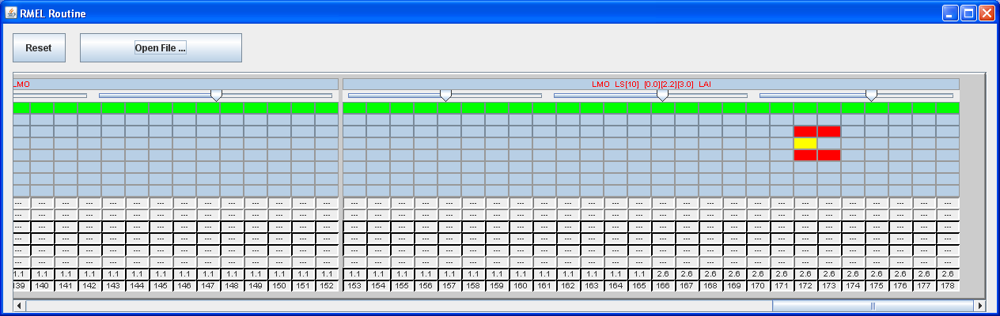 RMEL Routine
Reset
Open File ...
LMO LMO LS[10] [0.0][2.2][3.0] LAI
--- --- --- --- --- --- --- --- --- --- --- --- --- --- --- --- --- --- --- --- --- --- --- --- --- --- --- --- --- --- --- --- --- --- --- --- --- --- --- ---
--- --- --- --- --- --- --- --- --- --- --- --- --- --- --- --- --- --- --- --- --- --- --- --- --- --- --- --- --- --- --- --- --- --- --- --- --- --- --- ---
--- --- --- --- --- --- --- --- --- --- --- --- --- --- --- --- --- --- --- --- --- --- --- --- --- --- --- --- --- --- --- --- --- --- --- --- --- --- --- ---
--- --- --- --- --- --- --- --- --- --- --- --- --- --- --- --- --- --- --- --- --- --- --- --- --- --- --- --- --- --- --- --- --- --- --- --- --- --- --- ---
--- --- --- --- --- --- --- --- --- --- --- --- --- --- --- --- --- --- --- --- --- --- --- --- --- --- --- --- --- --- --- --- --- --- --- --- --- --- --- ---
--- --- --- --- --- --- --- --- --- --- --- --- --- --- --- --- --- --- --- --- --- --- --- --- --- --- --- --- --- --- --- --- --- --- --- --- --- --- --- ---
1.1 1.1 1.1 1.1 1.1 1.1 1.1 1.1 1.1 1.1 1.1 1.1 1.1 1.1 1.1 1.1 1.1 1.1 1.1 1.1 1.1 1.1 1.1 1.1 1.1 1.1 1.1 2.6 2.6 2.6 2.6 2.6 2.6 2.6 2.6 2.6 2.6 2.6 2.6 2.6
139 140 141 142 143 144 145 146 147 148 149 150 151 152 153 154 155 156 157 158 159 160 161 162 163 164 165 166 167 168 169 170 171 172 173 174 175 176 177 178